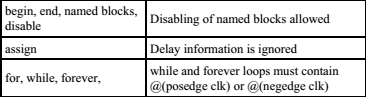 begin, end, named blocks,
disable
Disabling of named blocks allowed
assign
Delay information is ignored
for, while, forever,
while and forever loops must contain
@(posedge clk) or @(negedge clk)